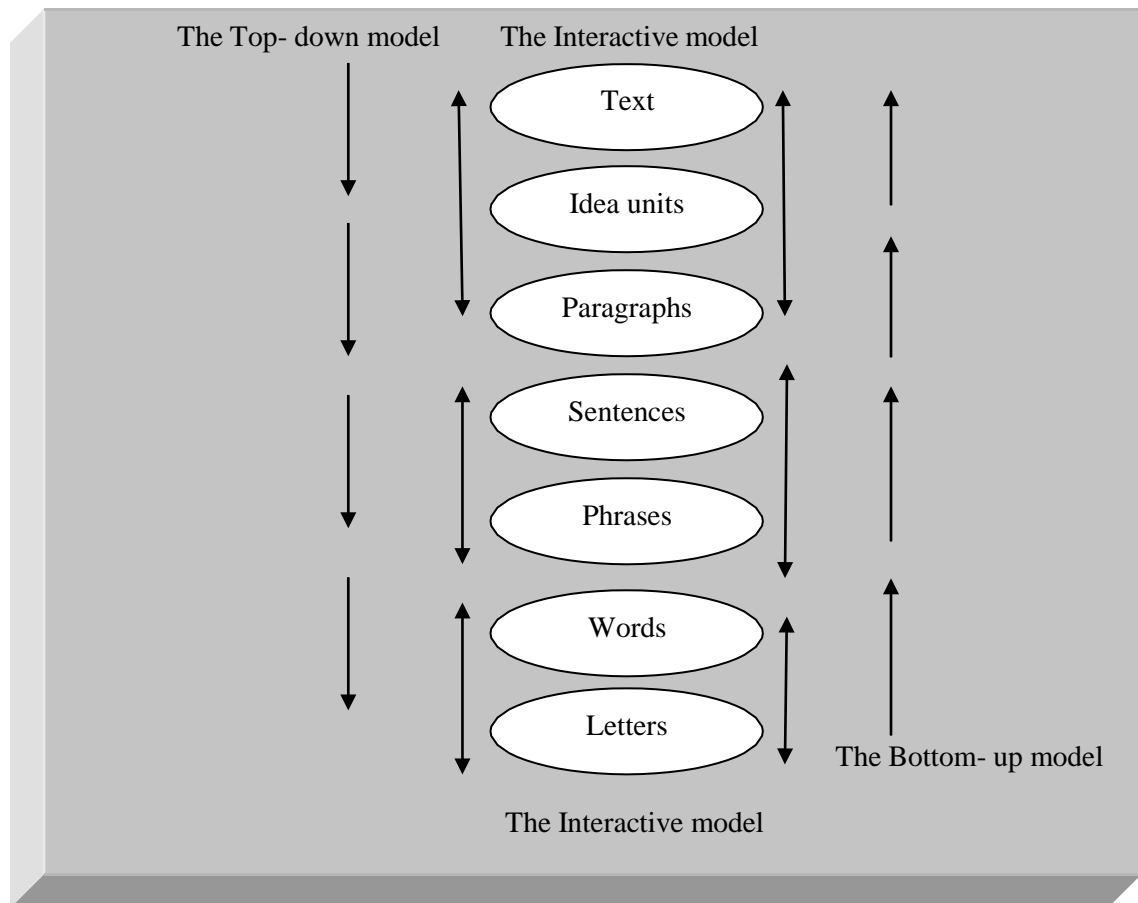 The Top- down model
The Interactive model
Text
Idea units
Paragraphs
Sentences
Phrases
Words
Letters
The Bottom- up model
The Interactive model